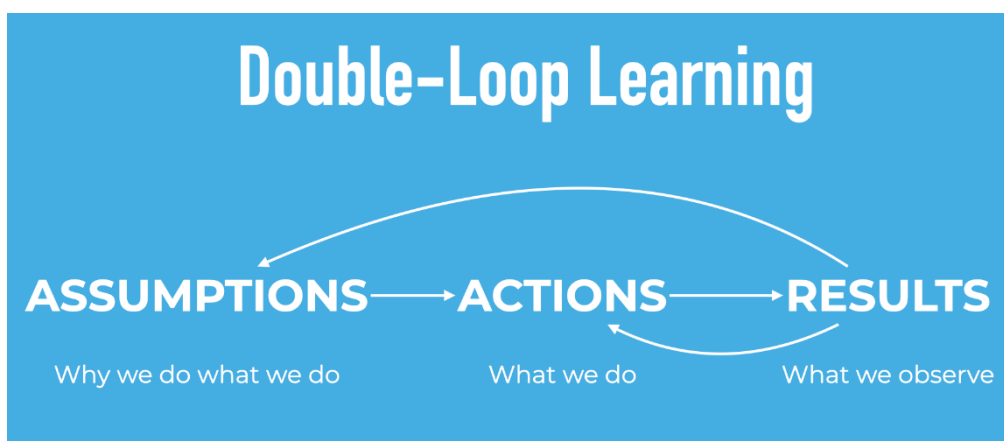 Double-Loop Learning
ASSUMPTIONS ACTIONS RESULTS
Why we do what we do What we do What we observe